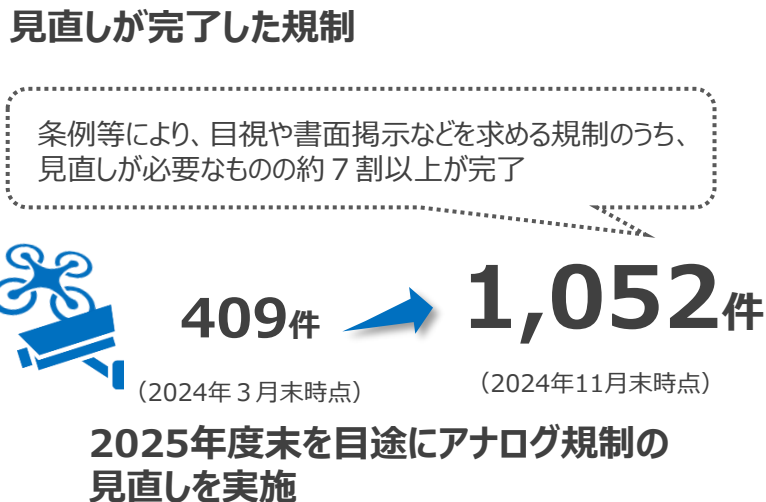 見直しが完了した規制
条例等により、目視や書面掲示などを求める規制のうち、
見直しが必要なものの約７割以上が完了
409件
1,052件
（2024年３月末時点）
（2024年11月末時点）
2025年度末を目途にアナログ規制の
見直しを実施